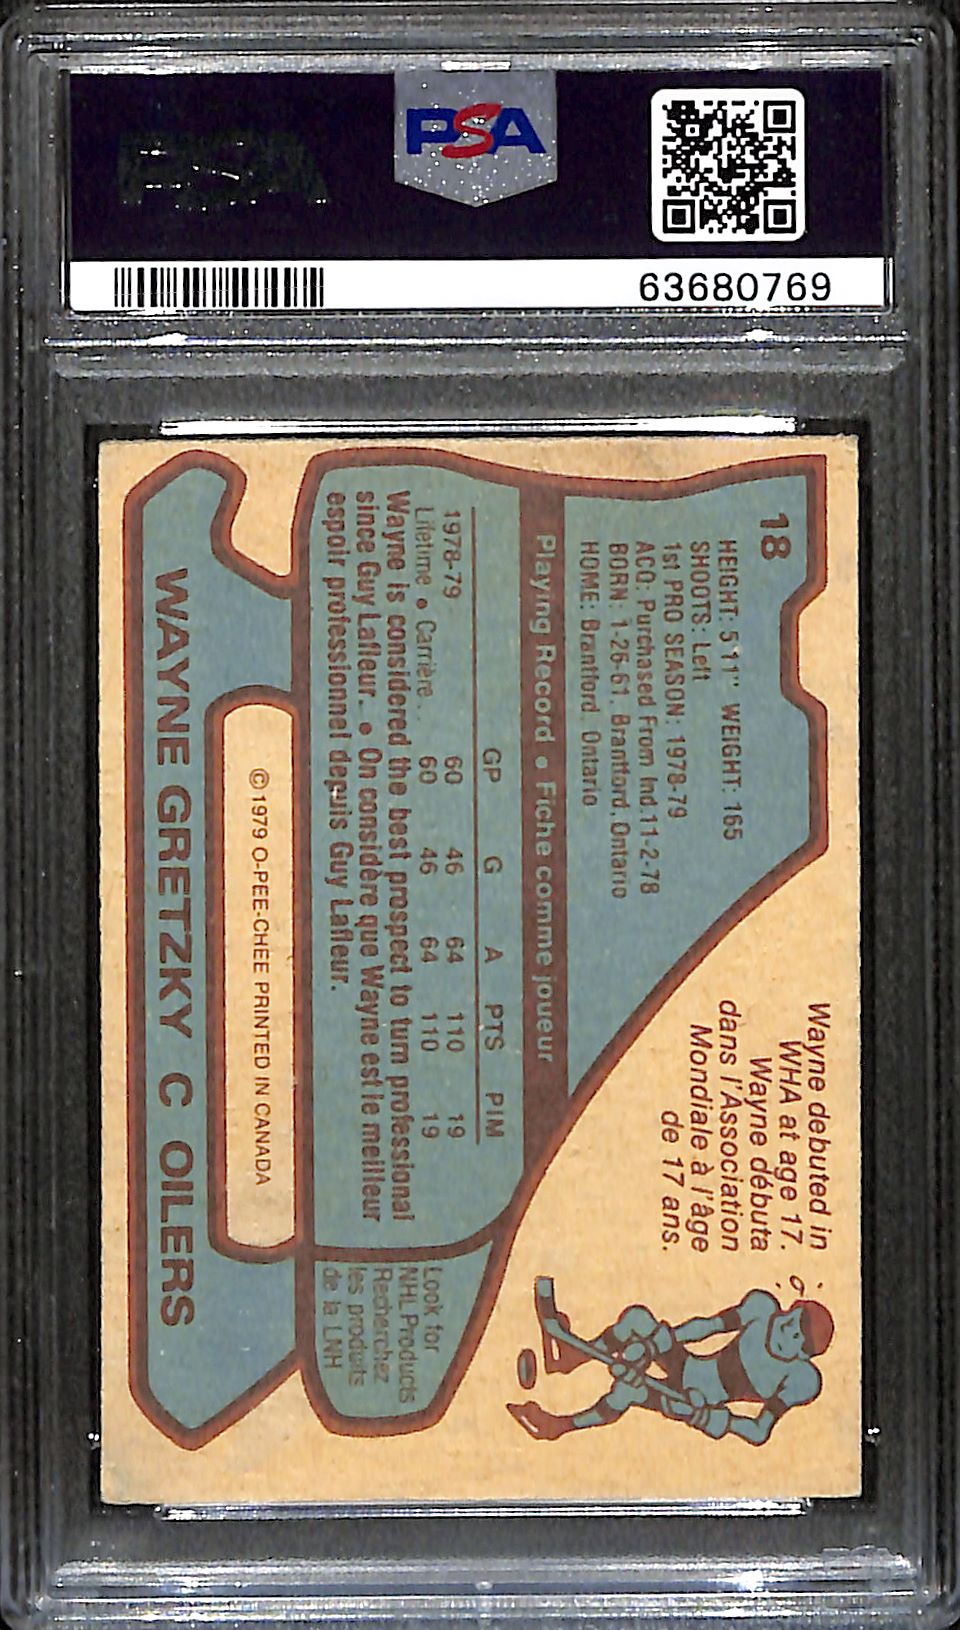 PSA
63680769
18
HEIGHT: 5'11" WEIGHT: 165
SHOOTS: Left
1st PRO SEASON: 1978-79
ACQ: Purchased From Ind. 11-2-78
BORN: 1-26-61, Brantford, Ontario
HOME: Brantford, Ontario
Wayne debuted in
WHA at age 17.
Wayne débuta
dans l'Association
Mondiale à l'âge
de 17 ans.
Playing Record • Fiche comme joueur
GP G A PTS PIM
1978-79 60 46 64 110 19
Lifetime • Carrière.. 60 46 64 110 19
Wayne is considered the best prospect to turn professional
since Guy Lafleur. • On considère que Wayne est le meilleur
espoir professionnel depuis Guy Lafleur.
Look for
NHL Products
Recherchez
les produits
de la LNH
©1979 O-PEE-CHEE PRINTED IN CANADA
WAYNE GRETZKY C OILERS